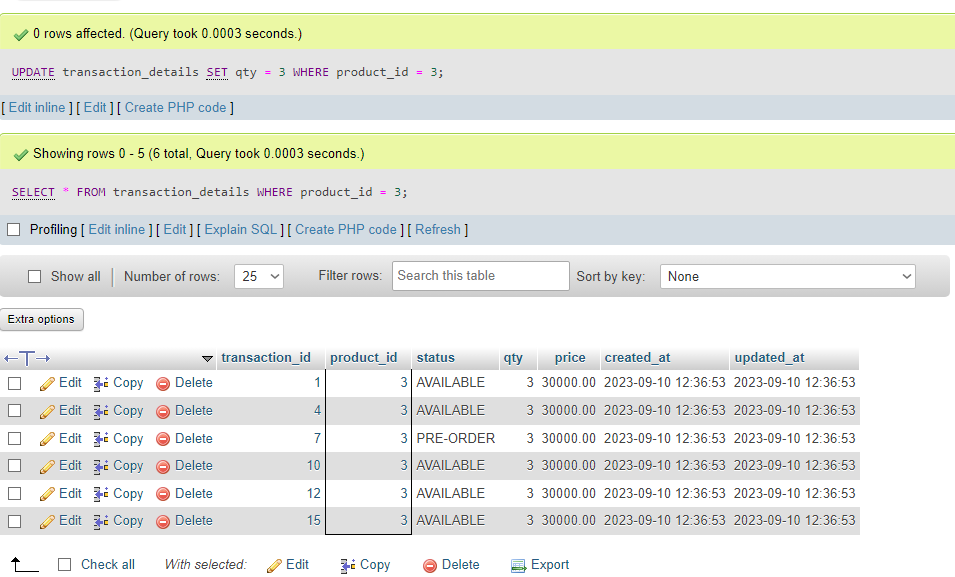 0 rows affected. (Query took 0.0003 seconds.)
UPDATE transaction_details SET qty = 3 WHERE product_id = 3;
[ Edit inline ] [ Edit ] [ Create PHP code ]
Showing rows 0 - 5 (6 total, Query took 0.0003 seconds.)
SELECT * FROM transaction_details WHERE product_id = 3;
Profiling [ Edit inline ] [ Edit ] [ Explain SQL ] [ Create PHP code ] [ Refresh ]
Show all | Number of rows: 25 Filter rows: Search this table Sort by key: None
Extra options
transaction_id product_id status qty price created_at updated_at
Edit Copy Delete 1 3 AVAILABLE 3 30000.00 2023-09-10 12:36:53 2023-09-10 12:36:53
Edit Copy Delete 4 3 AVAILABLE 3 30000.00 2023-09-10 12:36:53 2023-09-10 12:36:53
Edit Copy Delete 7 3 PRE-ORDER 3 30000.00 2023-09-10 12:36:53 2023-09-10 12:36:53
Edit Copy Delete 10 3 AVAILABLE 3 30000.00 2023-09-10 12:36:53 2023-09-10 12:36:53
Edit Copy Delete 12 3 AVAILABLE 3 30000.00 2023-09-10 12:36:53 2023-09-10 12:36:53
Edit Copy Delete 15 3 AVAILABLE 3 30000.00 2023-09-10 12:36:53 2023-09-10 12:36:53
Check all With selected: Edit Copy Delete Export